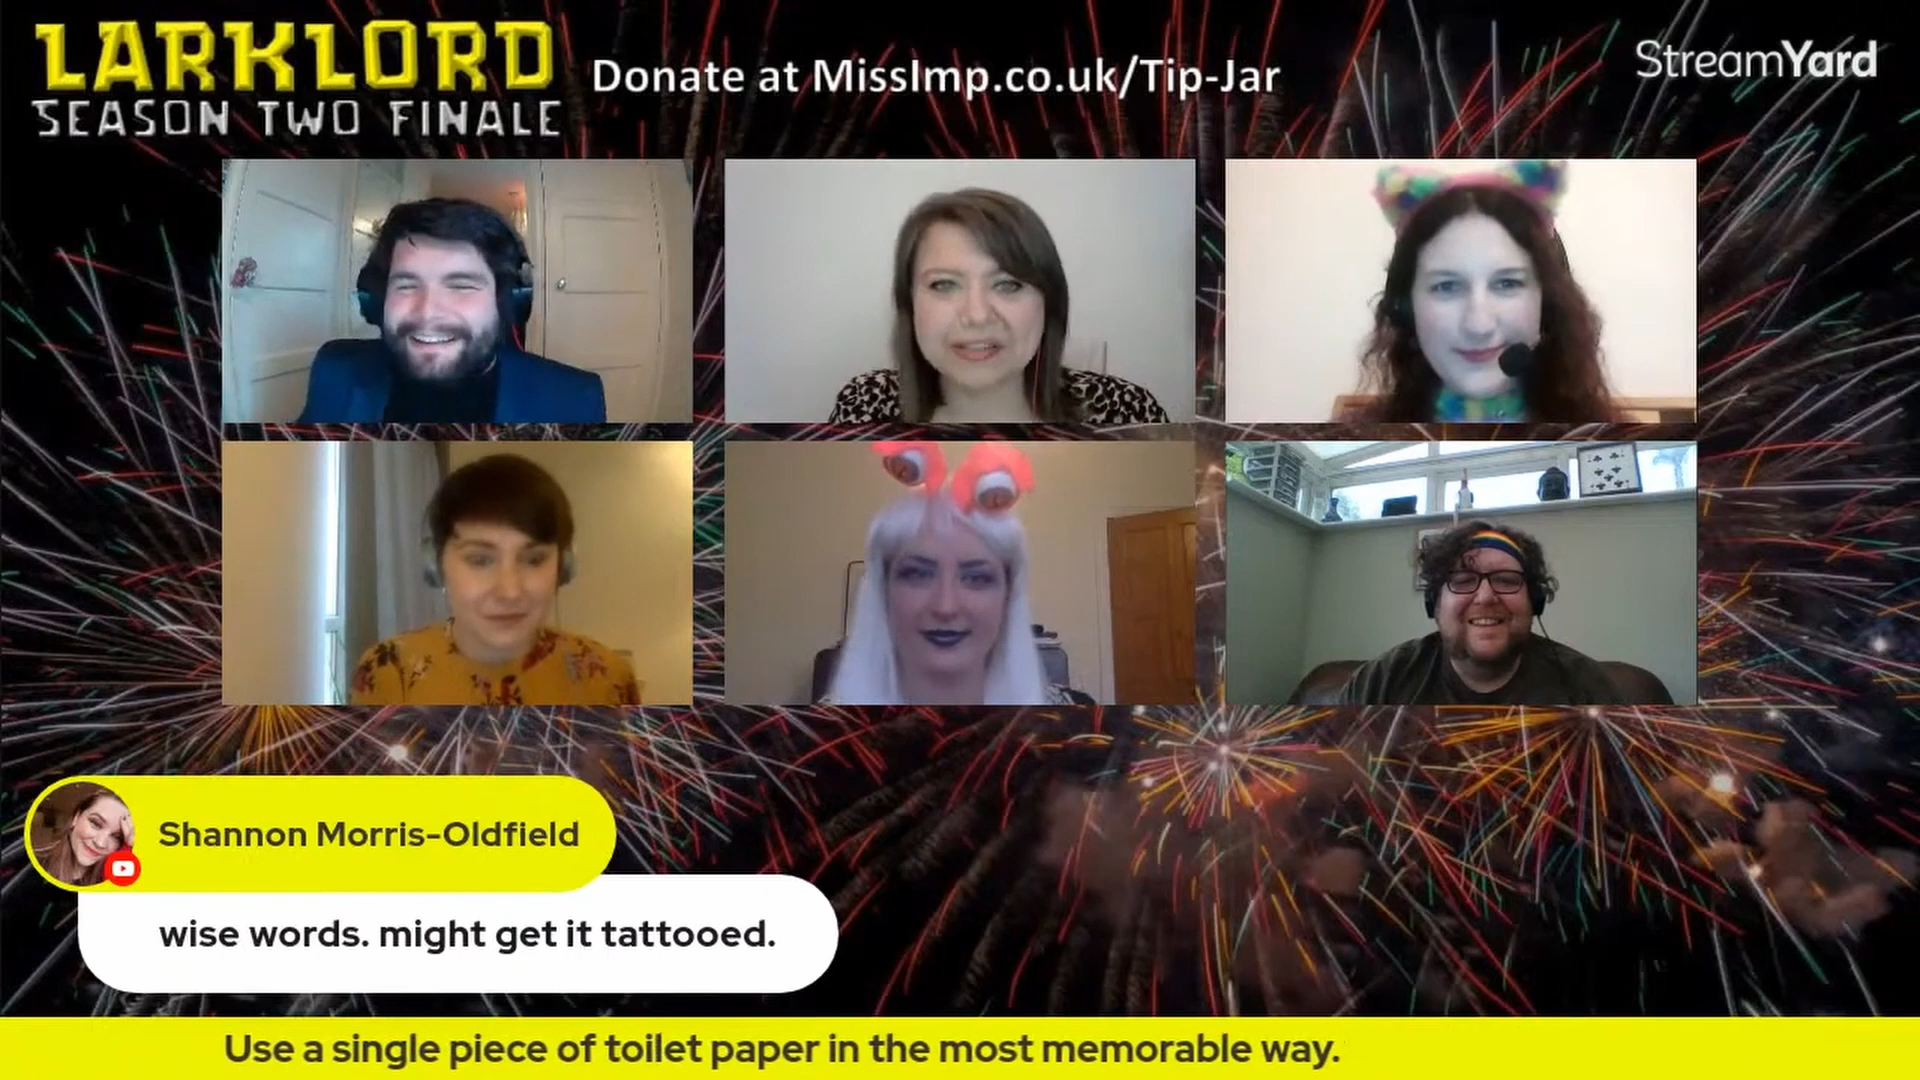 LARKLORD
SEASON TWO FINALE
Donate at MissImp.co.uk/Tip-Jar
StreamYard
Shannon Morris-Oldfield
wise words. might get it tattooed.
Use a single piece of toilet paper in the most memorable way.